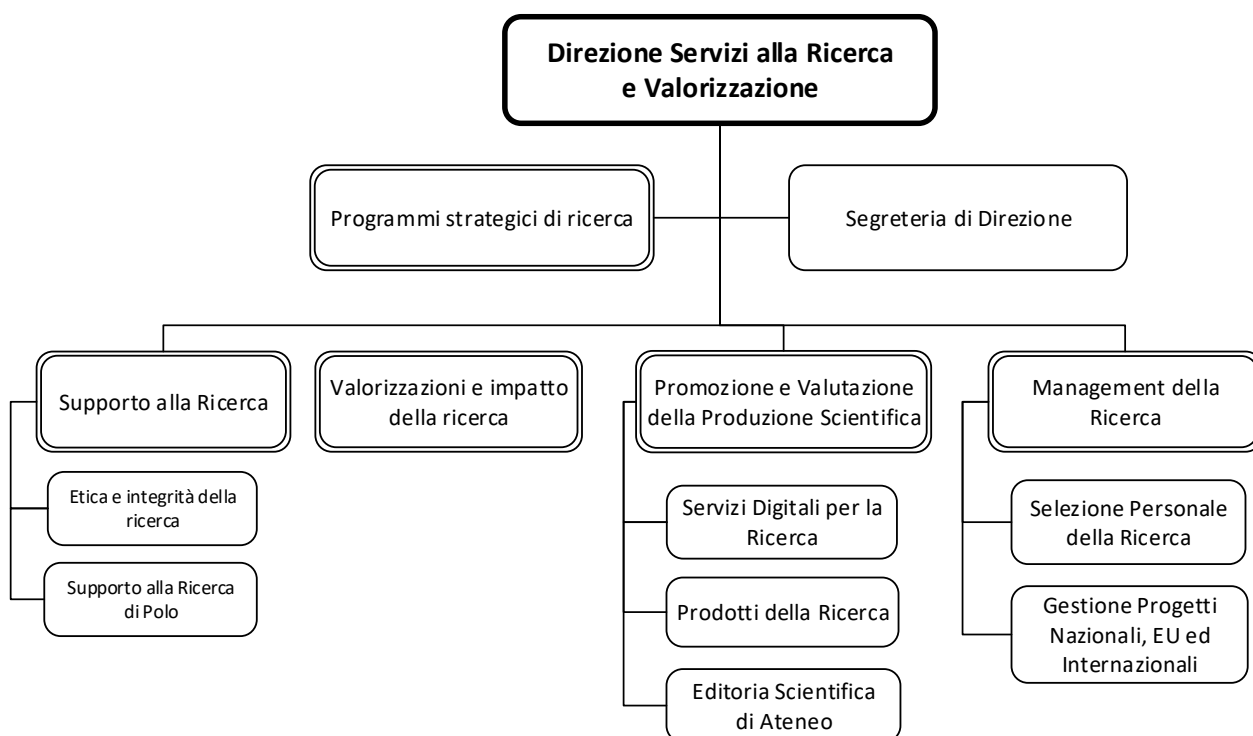 Direzione Servizi alla Ricerca
e Valorizzazione
Programmi strategici di ricerca
Segreteria di Direzione
Supporto alla Ricerca
Valorizzazioni e impatto
della ricerca
Promozione e Valutazione
della Produzione Scientifica
Management della
Ricerca
Etica e integrità della
ricerca
Supporto alla Ricerca
di Polo
Servizi Digitali per la
Ricerca
Prodotti della Ricerca
Editoria Scientifica
di Ateneo
Selezione Personale
della Ricerca
Gestione Progetti
Nazionali, EU ed
Internazionali